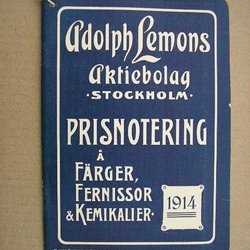 Adolph Lemons
Aktiebolag
·STOCKHOLM·
PRISNOTERING
Å
FÄRGER,
FERNISSOR
& KEMIKALIER·
1914